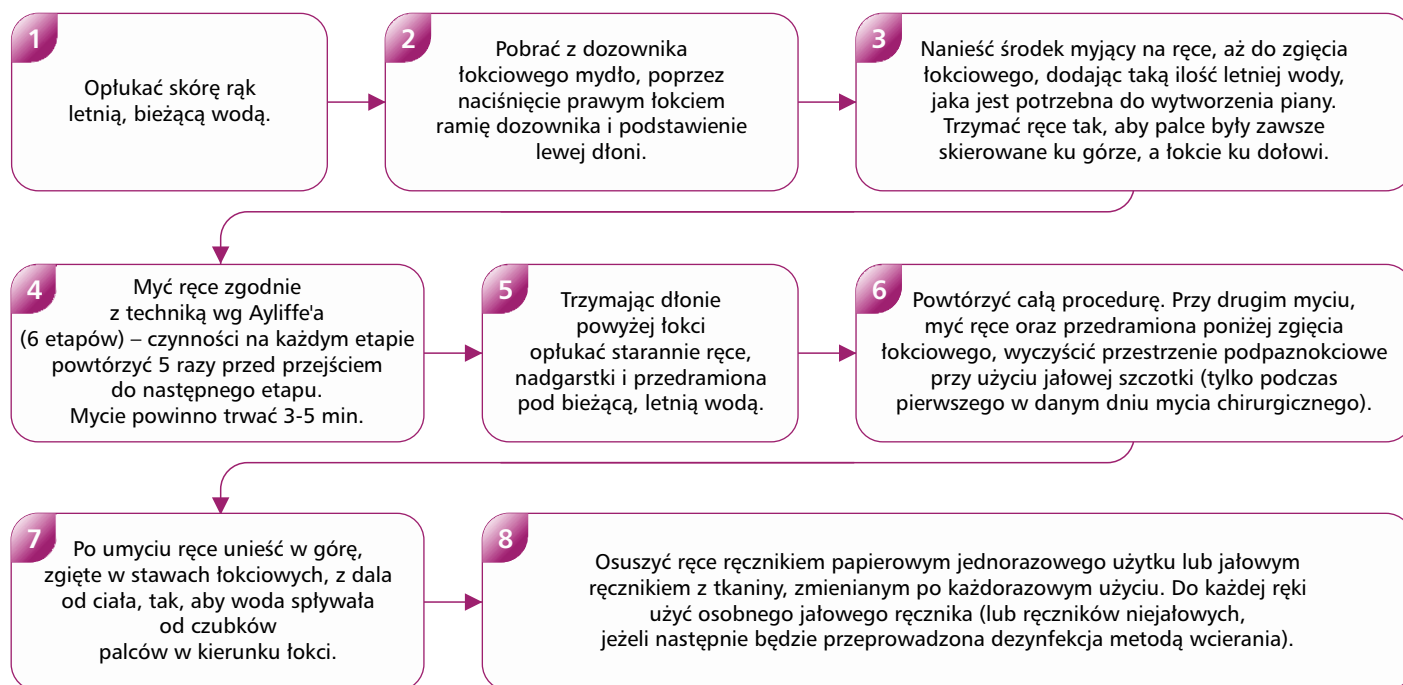 1
Opłukać skórę rąk
letnią, bieżącą wodą.
2
Pobrać z dozownika
łokciowego mydło, poprzez
naciśnięcie prawym łokciem
ramię dozownika i podstawienie
lewej dłoni.
3
Nanieść środek myjący na ręce, aż do zgięcia
łokciowego, dodając taką ilość letniej wody,
jaka jest potrzebna do wytworzenia piany.
Trzymać ręce tak, aby palce były zawsze
skierowane ku górze, a łokcie ku dołowi.
4
Myć ręce zgodnie
z techniką wg Ayliffe'a
(6 etapów) – czynności na każdym etapie
powtórzyć 5 razy przed przejściem
do następnego etapu.
Mycie powinno trwać 3-5 min.
5
Trzymając dłonie
powyżej łokci
opłukać starannie ręce,
nadgarstki i przedramiona
pod bieżącą, letnią wodą.
6
Powtórzyć całą procedurę. Przy drugim myciu,
myć ręce oraz przedramiona poniżej zgięcia
łokciowego, wyczyścić przestrzenie podpaznokciowe
przy użyciu jałowej szczotki (tylko podczas
pierwszego w danym dniu mycia chirurgicznego).
7
Po umyciu ręce unieść w górę,
zgięte w stawach łokciowych, z dala
od ciała, tak, aby woda spływała
od czubków
palców w kierunku łokci.
8
Osuszyć ręce ręcznikiem papierowym jednorazowego użytku lub jałowym
ręcznikiem z tkaniny, zmienianym po każdorazowym użyciu. Do każdej ręki
użyć osobnego jałowego ręcznika (lub ręczników niejałowych,
jeżeli następnie będzie przeprowadzona dezynfekcja metodą wcierania).